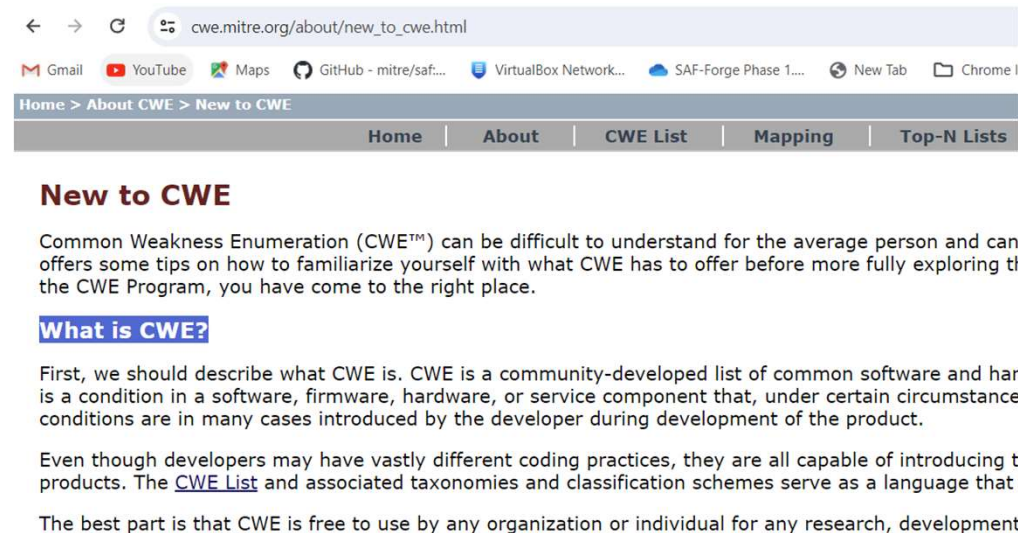 cwe.mitre.org/about/new_to_cwe.html
Gmail YouTube Maps GitHub - mitre/saf:... VirtualBox Network... SAF-Forge Phase 1.... New Tab Chrome
Home > About CWE > New to CWE
Home About CWE List Mapping Top-N Lists
New to CWE
Common Weakness Enumeration (CWE™) can be difficult to understand for the average person and can
offers some tips on how to familiarize yourself with what CWE has to offer before more fully exploring
the CWE Program, you have come to the right place.
What is CWE?
First, we should describe what CWE is. CWE is a community-developed list of common software and
is a condition in a software, firmware, hardware, or service component that, under certain
conditions are in many cases introduced by the developer during development of the product.
Even though developers may have vastly different coding practices, they are all capable of introducing
products. The CWE List and associated taxonomies and classification schemes serve as a language that
The best part is that CWE is free to use by any organization or individual for any research, development